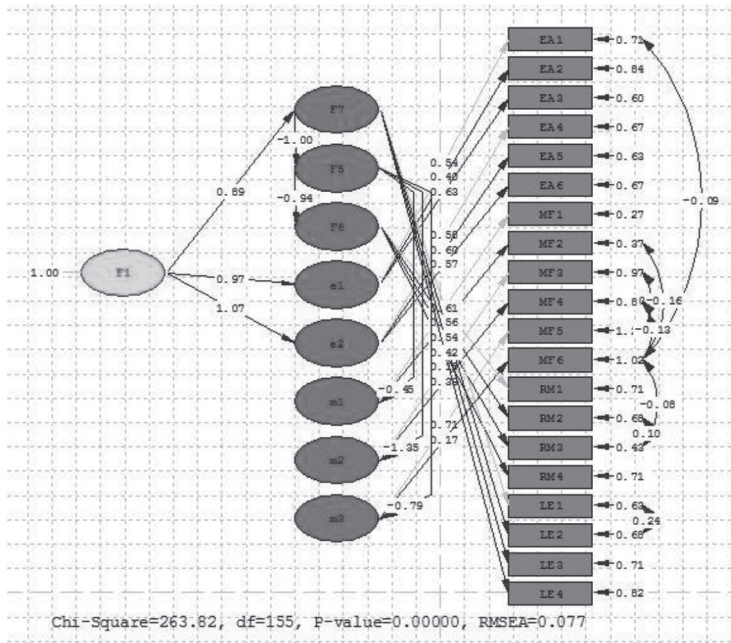 EA1 0.71
EA2 0.84
F7 EA3 0.60
EA4 0.67
-1.00
F5 0.54 EA5 0.63
0.40
0.89 -0.94 0.63 EA6 0.67
-0.09
F6 MF1 0.27
0.58
0.60 MF2 0.37
0.57
1.00 F1 0.97 e1 MF3 0.97
0.61 MF4 -0.16
1.07 0.56
e2 0.54 MF5 -0.13
0.42 MF6 1.02
-0.45 RM1 0.71
m1 -0.08
0.71 RM2
0.17 0.10
-1.35 RM3 0.43
m2 RM4 0.71
-0.79 LE1
m3 0.24
LE2
LE3 0.71
LE4 0.82
Chi-Square=263.82, df=155, P-value=0.00000, RMSEA=0.077